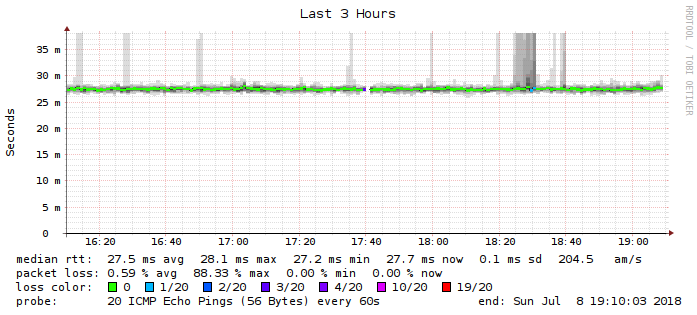 Last 3 Hours
RRDTOOL / TOBI OETIKER
Seconds
35 m
30 m
25 m
20 m
15 m
10 m
5 m
0
16:20 16:40 17:00 17:20 17:40 18:00 18:20 18:40 19:00
median rtt: 27.5 ms avg 28.1 ms max 27.2 ms min 27.7 ms now 0.1 ms sd 204.5 am/s
packet loss: 0.59 % avg 88.33 % max 0.00 % min 0.00 % now
loss color: 0 1/20 2/20 3/20 4/20 10/20 19/20
probe: 20 ICMP Echo Pings (56 Bytes) every 60s end: Sun Jul 8 19:10:03 2018